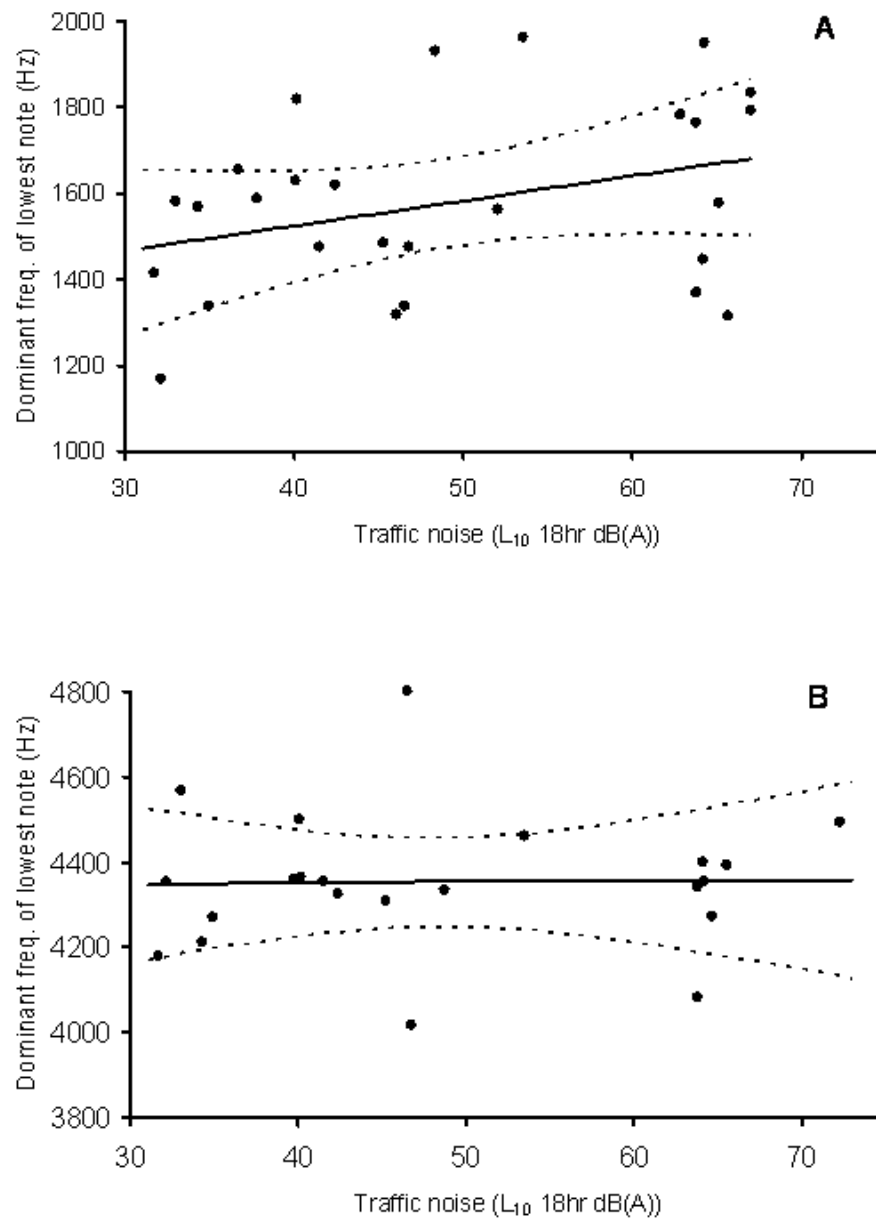 A
Dominant freq. of lowest note (Hz)
2000
1800
1600
1400
1200
1000
30 40 50 60 70
Traffic noise (L10 18hr dB(A))
B
Dominant freq. of lowest note (Hz)
4800
4600
4400
4200
4000
3800
30 40 50 60 70
Traffic noise (L10 18hr dB(A))